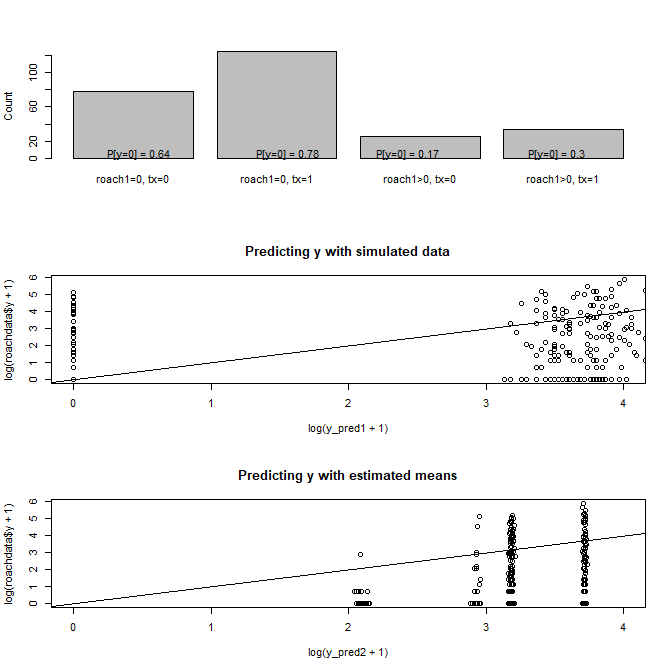 Count
0 20 60 100
P[y=0] = 0.64 P[y=0] = 0.78 P[y=0] = 0.17 P[y=0] = 0.3
roach1=0, tx=0 roach1=0, tx=1 roach1>0, tx=0 roach1>0, tx=1
Predicting y with simulated data
log(roachdata$y + 1)
0 1 2 3 4 5 6
0 1 2 3 4
log(y_pred1 + 1)
Predicting y with estimated means
log(roachdata$y + 1)
0 1 2 3 4 5 6
0 1 2 3 4
log(y_pred2 + 1)